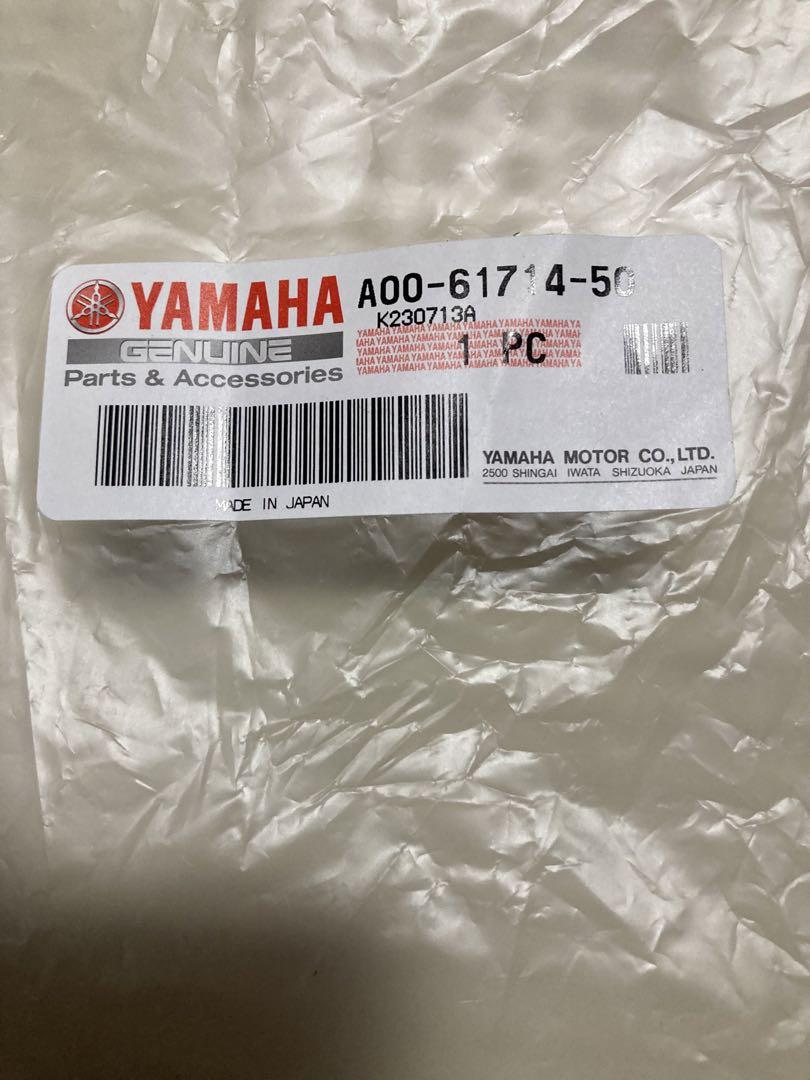 YAMAHA A00-61714-50
K230713A
GENUINE
1 PC
Parts & Accessories
YAMAHA MOTOR CO.,LTD.
2500 SHINGAI IWATA SHIZUOKA JAPAN
MADE IN JAPAN